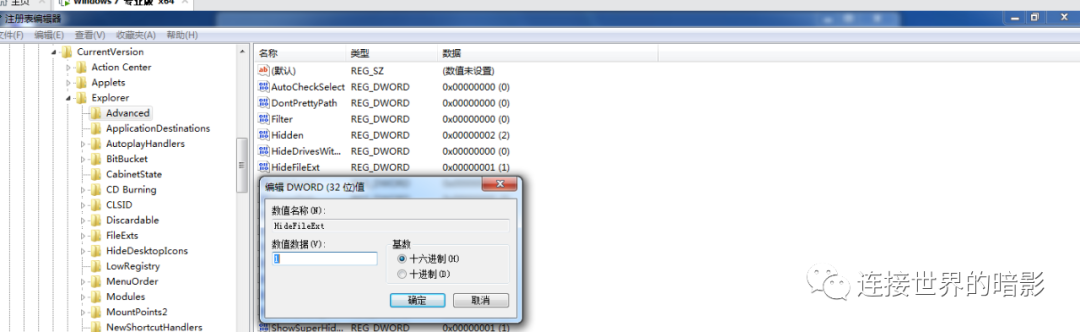 主页
Windows 7 专业版 x64
注册表编辑器
文件(F) 编辑(E) 查看(V) 收藏夹(A) 帮助(H)
CurrentVersion
Action Center
Applets
Explorer
Advanced
ApplicationDestinations
AutoplayHandlers
BitBucket
CabinetState
CD Burning
CLSID
Discardable
FileExts
HideDesktopIcons
LowRegistry
MenuOrder
Modules
MountPoints2
NewShortcutHandlers
名称 类型 数据
(默认) REG_SZ (数值未设置)
AutoCheckSelect REG_DWORD 0x00000000 (0)
DontPrettyPath REG_DWORD 0x00000000 (0)
Filter REG_DWORD 0x00000000 (0)
Hidden REG_DWORD 0x00000002 (2)
HideDrivesWit... REG_DWORD 0x00000000 (0)
HideFileExt REG_DWORD 0x00000001 (1)
编辑 DWORD (32 位)值
数值名称(N):
HideFileExt
数值数据(V):
1
基数
十六进制(H)
十进制(D)
确定 取消
ShowSuperHid... REG_DWORD 0x00000001 (1)
连接世界的暗影